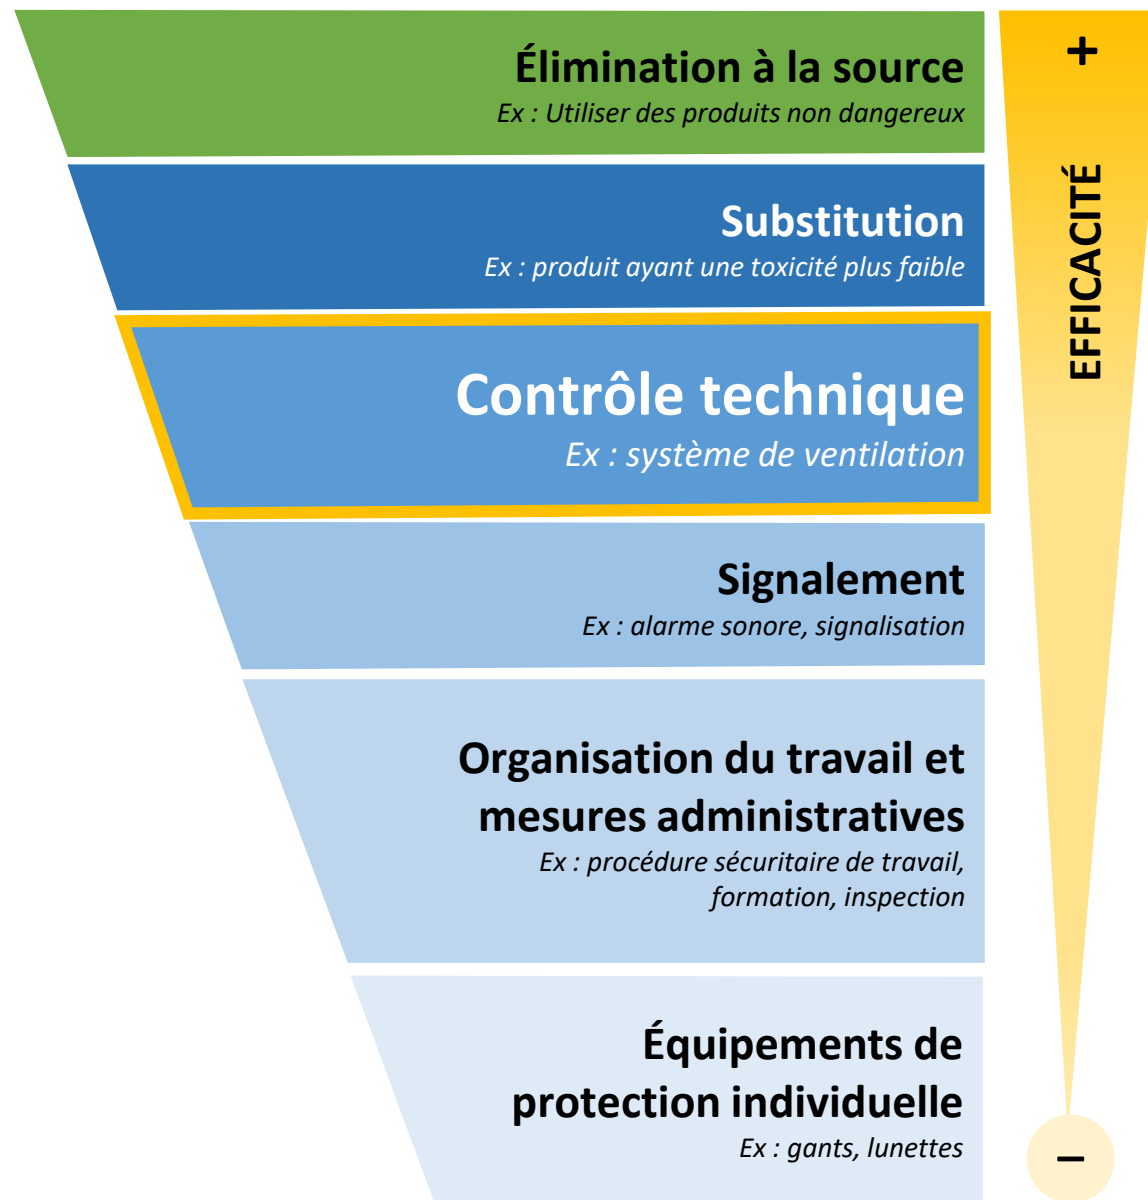 Élimination à la source
Ex : Utiliser des produits non dangereux
Substitution
Ex : produit ayant une toxicité plus faible
Contrôle technique
Ex : système de ventilation
Signalement
Ex : alarme sonore, signalisation
Organisation du travail et
mesures administratives
Ex : procédure sécuritaire de travail,
formation, inspection
Équipements de
protection individuelle
Ex : gants, lunettes
+
EFFICACITÉ
–